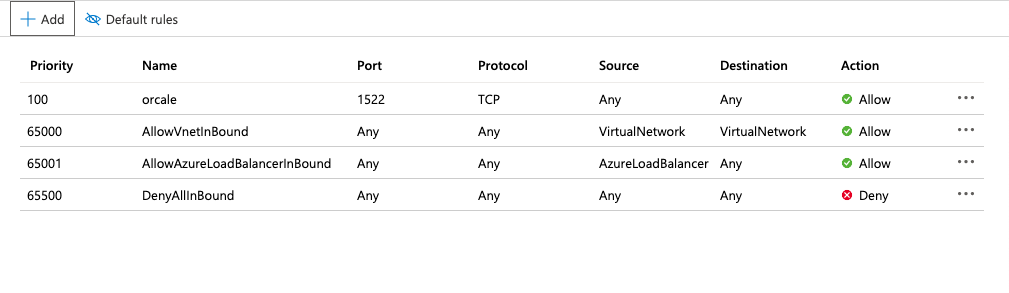 Add Default rules
Priority Name Port Protocol Source Destination Action
100 orcale 1522 TCP Any Any Allow
65000 AllowVnetInBound Any Any VirtualNetwork VirtualNetwork Allow
65001 AllowAzureLoadBalancerInBound Any Any AzureLoadBalancer Any Allow
65500 DenyAllInBound Any Any Any Any Deny